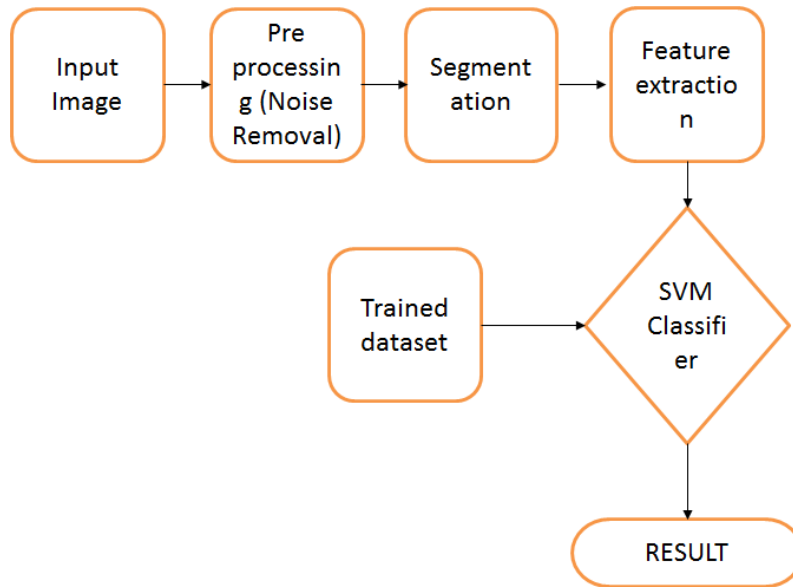 Input
Image
Pre
processin
g (Noise
Removal)
Segment
ation
Feature
extractio
n
Trained
dataset
SVM
Classifi
er
RESULT